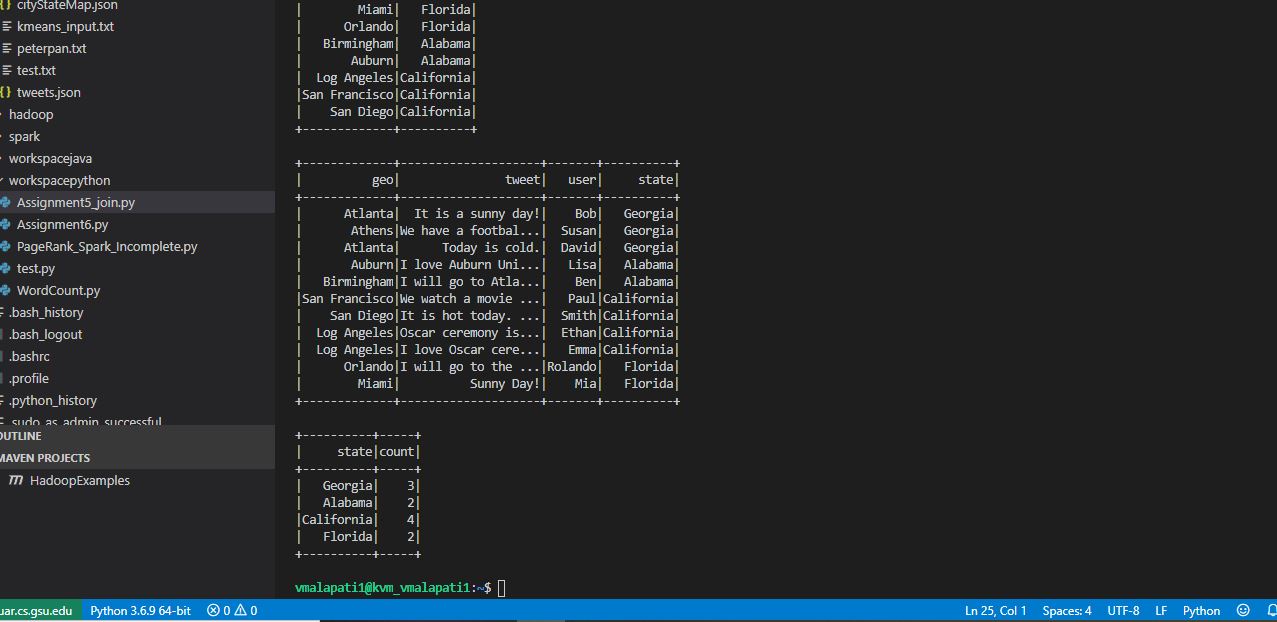 cityStateMap.json
kmeans_input.txt
peterpan.txt
test.txt
tweets.json
hadoop
spark
workspacejava
workspacepython
Assignment5_join.py
Assignment6.py
PageRank_Spark_Incomplete.py
test.py
WordCount.py
.bash_history
.bash_logout
.bashrc
.profile
.python_history
.sudo_as_admin_successful
OUTLINE
MAVEN PROJECTS
m HadoopExamples
|        Miami|   Florida|
|      Orlando|   Florida|
|   Birmingham|   Alabama|
|       Auburn|   Alabama|
|  Log Angeles|California|
|San Francisco|California|
|    San Diego|California|
+-------------+----------+
+-------------+--------------------+-------+----------+
|          geo|               tweet|   user|     state|
+-------------+--------------------+-------+----------+
|      Atlanta|  It is a sunny day!|    Bob|   Georgia|
|       Athens|We have a footbal...|  Susan|   Georgia|
|      Atlanta|      Today is cold.|  David|   Georgia|
|       Auburn|I love Auburn Uni...|   Lisa|   Alabama|
|   Birmingham|I will go to Atla...|    Ben|   Alabama|
|San Francisco|We watch a movie ...|   Paul|California|
|    San Diego|It is hot today. ...|  Smith|California|
|  Log Angeles|Oscar ceremony is...|  Ethan|California|
|  Log Angeles|I love Oscar cere...|   Emma|California|
|      Orlando|I will go to the ...|Rolando|   Florida|
|        Miami|          Sunny Day!|    Mia|   Florida|
+-------------+--------------------+-------+----------+
+----------+-----+
|     state|count|
+----------+-----+
|   Georgia|    3|
|   Alabama|    2|
|California|    4|
|   Florida|    2|
+----------+-----+
vmalapati1@kvm_vmalapati1:~$
uar.cs.gsu.edu Python 3.6.9 64-bit 0 0 Ln 25, Col 1 Spaces: 4 UTF-8 LF Python